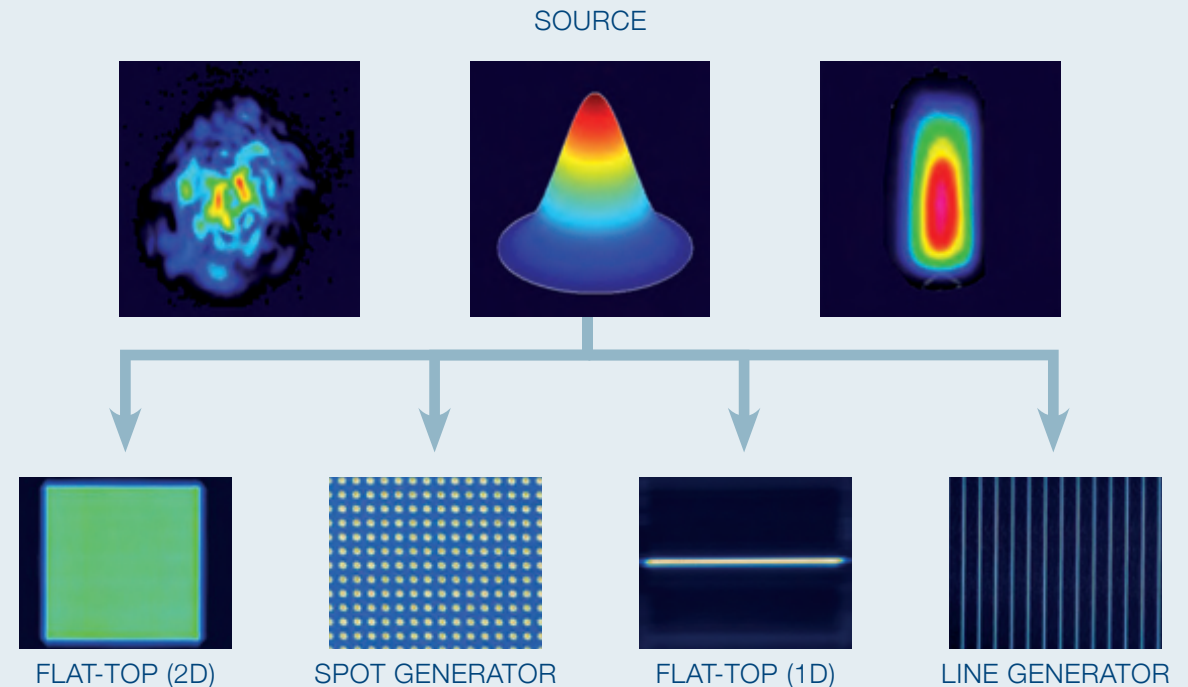 SOURCE
FLAT-TOP (2D)
SPOT GENERATOR
FLAT-TOP (1D)
LINE GENERATOR